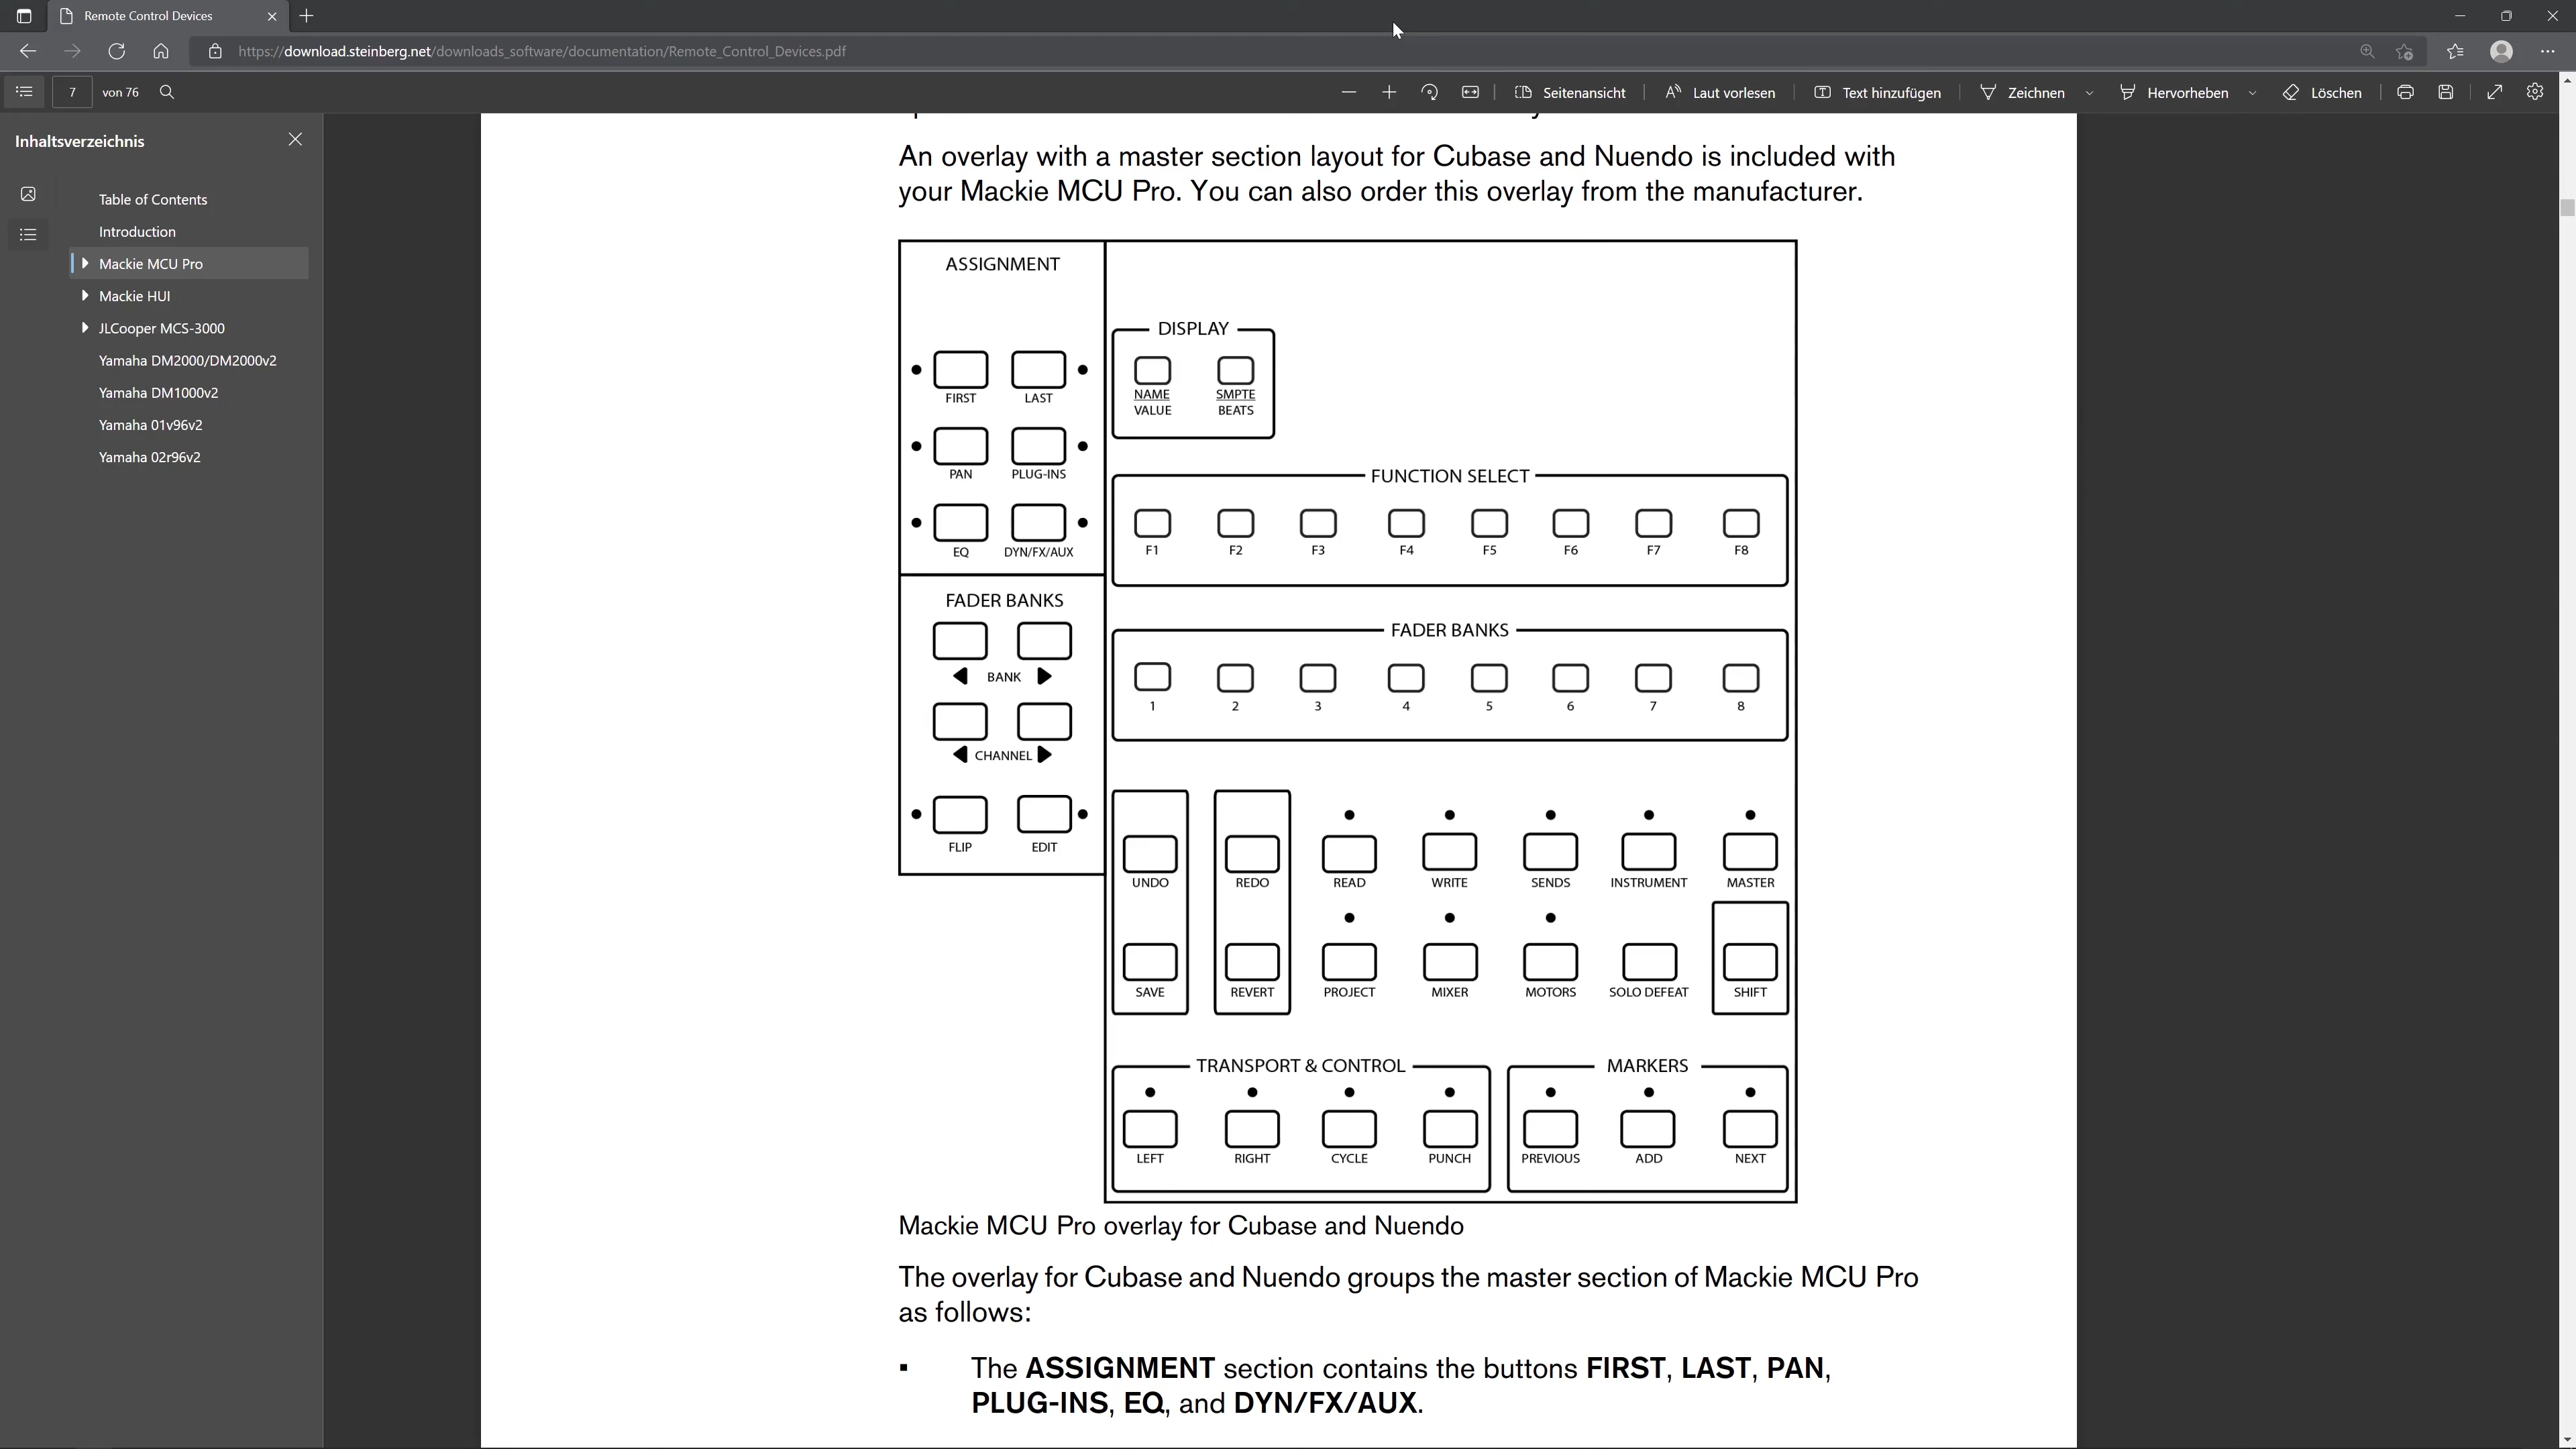 Remote Control Devices
https://download.steinberg.net/downloads_software/documentation/Remote_Control_Devices.pdf
7 von 76
Seitenansicht
Laut vorlesen
Text hinzufügen
Zeichnen
Hervorheben
Löschen
Inhaltsverzeichnis
Table of Contents
Introduction
Mackie MCU Pro
Mackie HUI
JLCooper MCS-3000
Yamaha DM2000/DM2000v2
Yamaha DM1000v2
Yamaha 01v96v2
Yamaha 02r96v2
An overlay with a master section layout for Cubase and Nuendo is included with
your Mackie MCU Pro. You can also order this overlay from the manufacturer.
ASSIGNMENT
FIRST LAST
PAN PLUG-INS
EQ DYN/FX/AUX
FADER BANKS
BANK
CHANNEL
FLIP EDIT
DISPLAY
NAME SMPTE
VALUE BEATS
FUNCTION SELECT
F1 F2 F3 F4 F5 F6 F7 F8
FADER BANKS
1 2 3 4 5 6 7 8
UNDO REDO READ WRITE SENDS INSTRUMENT MASTER
SAVE REVERT PROJECT MIXER MOTORS SOLO DEFEAT SHIFT
TRANSPORT & CONTROL
LEFT RIGHT CYCLE PUNCH
MARKERS
PREVIOUS ADD NEXT
Mackie MCU Pro overlay for Cubase and Nuendo
The overlay for Cubase and Nuendo groups the master section of Mackie MCU Pro
as follows:
▪ The ASSIGNMENT section contains the buttons FIRST, LAST, PAN,
PLUG-INS, EQ, and DYN/FX/AUX.